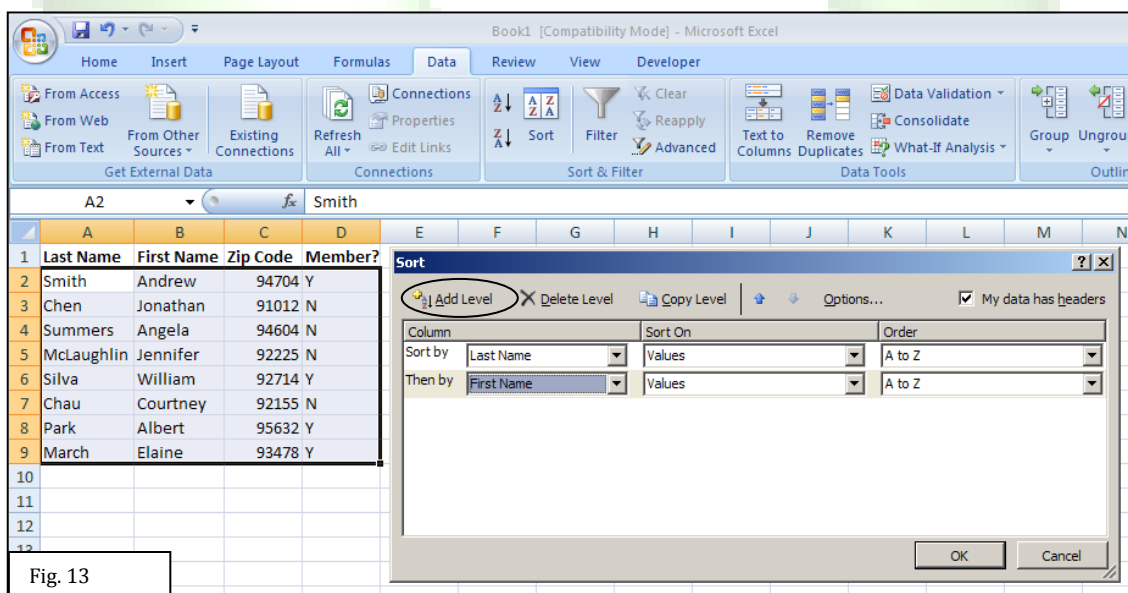 Book1 [Compatibility Mode] - Microsoft Excel
Home Insert Page Layout Formulas Data Review View Developer
From Access
From Web
From Text
From Other Sources
Existing Connections
Get External Data
Refresh All
Connections
Properties
Edit Links
Connections
A Z
Z A
A Z Z A
Sort
Filter
Clear
Reapply
Advanced
Sort & Filter
Text to Columns
Remove Duplicates
Data Validation
Consolidate
What-If Analysis
Data Tools
Group Ungrou
Outlin
A2 fx Smith
A B C D E F G H I J K L M N
1 Last Name First Name Zip Code Member?
2 Smith Andrew 94704 Y
3 Chen Jonathan 91012 N
4 Summers Angela 94604 N
5 McLaughlin Jennifer 92225 N
6 Silva William 92714 Y
7 Chau Courtney 92155 N
8 Park Albert 95632 Y
9 March Elaine 93478 Y
10
11
12
Sort ? X
Add Level Delete Level Copy Level Options... My data has headers
Column Sort On Order
Sort by Last Name Values A to Z
Then by First Name Values A to Z
OK Cancel
Fig. 13